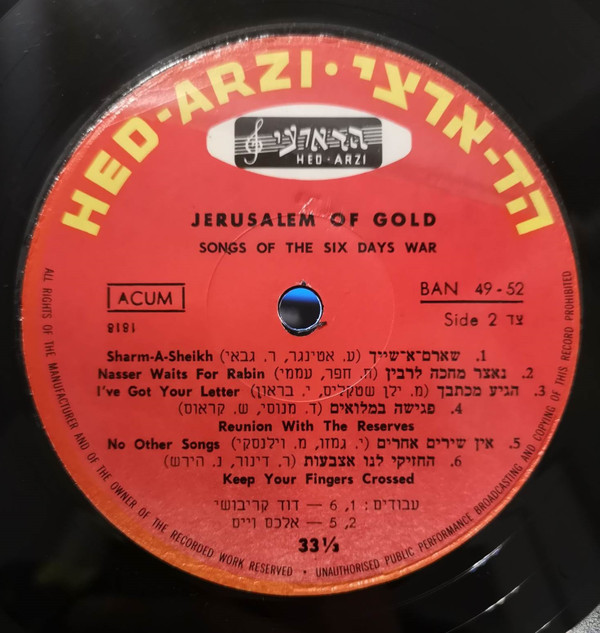 HED-ARZI · הד-ארצי
הד ארצי
HED-ARZI
JERUSALEM OF GOLD
SONGS OF THE SIX DAYS WAR
ACUM
1818
BAN 49-52
Side 2 צד
1. שארם-א-שייך (ע. אטינגר, ר. גבאי) Sharm-A-Sheikh
2. נאצר מחכה לרבין (ח. חפר, עממי) Nasser Waits For Rabin
3. הגיע מכתבך (מ. ילן שטקליס, י. בראון) I've Got Your Letter
4. פגישה במלואים (ד. מנוסי, ש. קראוס)
Reunion With The Reserves
5. אין שירים אחרים (י. גמזו, מ. וילנסקי) No Other Songs
6. החזיקי לנו אצבעות (ר. דינור, נ. הירש)
Keep Your Fingers Crossed
עבודים: 1, 6 — דוד קריבושי
2, 5 — אלכס וייס
33⅓
ALL RIGHTS OF THE MANUFACTURER AND OF THE OWNER OF THE RECORDED WORK RESERVED • UNAUTHORISED PUBLIC PERFORMANCE BROADCASTING AND COPYING OF THIS RECORD PROHIBITED